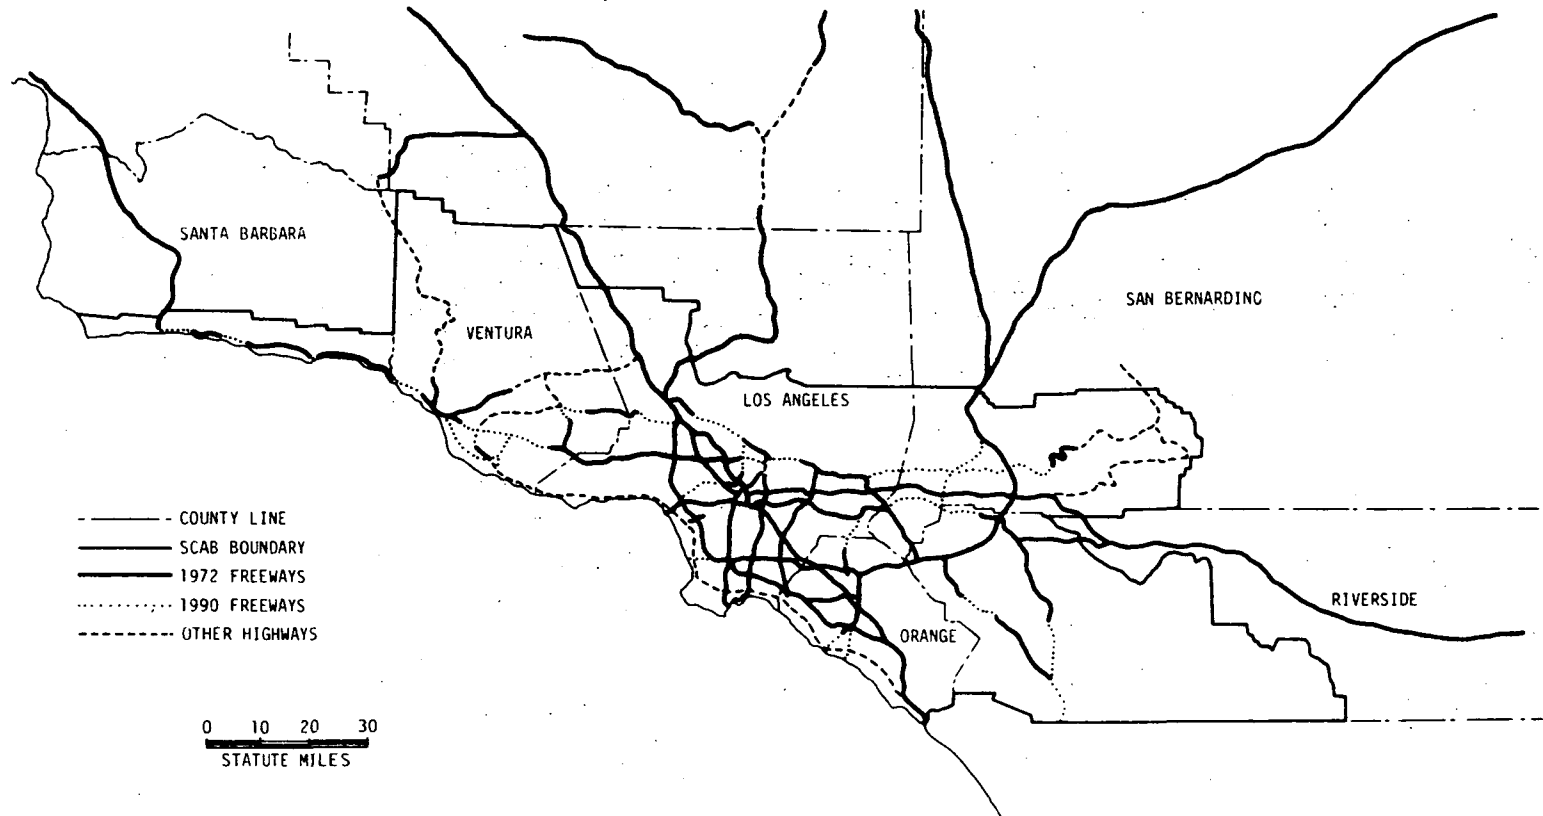 SANTA BARBARA
SAN BERNARDINO
VENTURA
LOS ANGELES
COUNTY LINE
SCAB BOUNDARY
1972 FREEWAYS
1990 FREEWAYS
OTHER HIGHWAYS
RIVERSIDE
ORANGE
0 10 20 30
STATUTE MILES